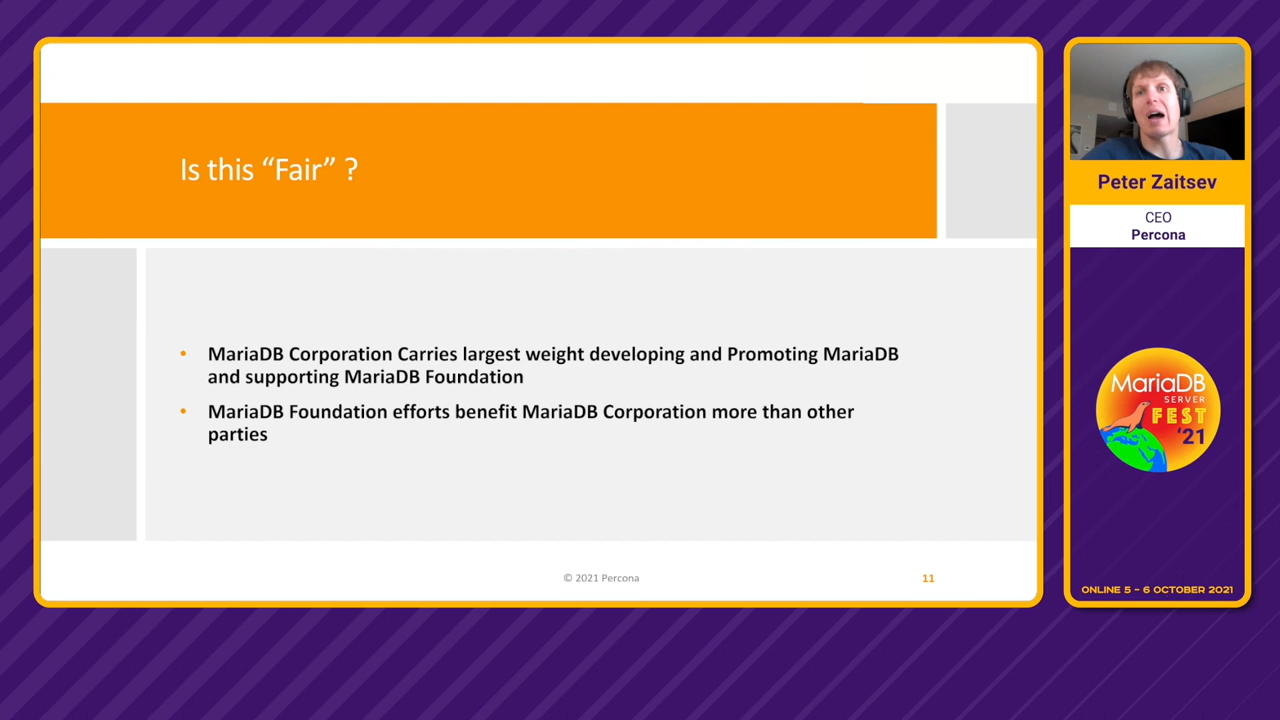 Is this “Fair” ?
• MariaDB Corporation Carries largest weight developing and Promoting MariaDB
and supporting MariaDB Foundation
• MariaDB Foundation efforts benefit MariaDB Corporation more than other
parties
© 2021 Percona
11
Peter Zaitsev
CEO
Percona
MariaDB
SERVER
FEST
'21
ONLINE 5 – 6 OCTOBER 2021